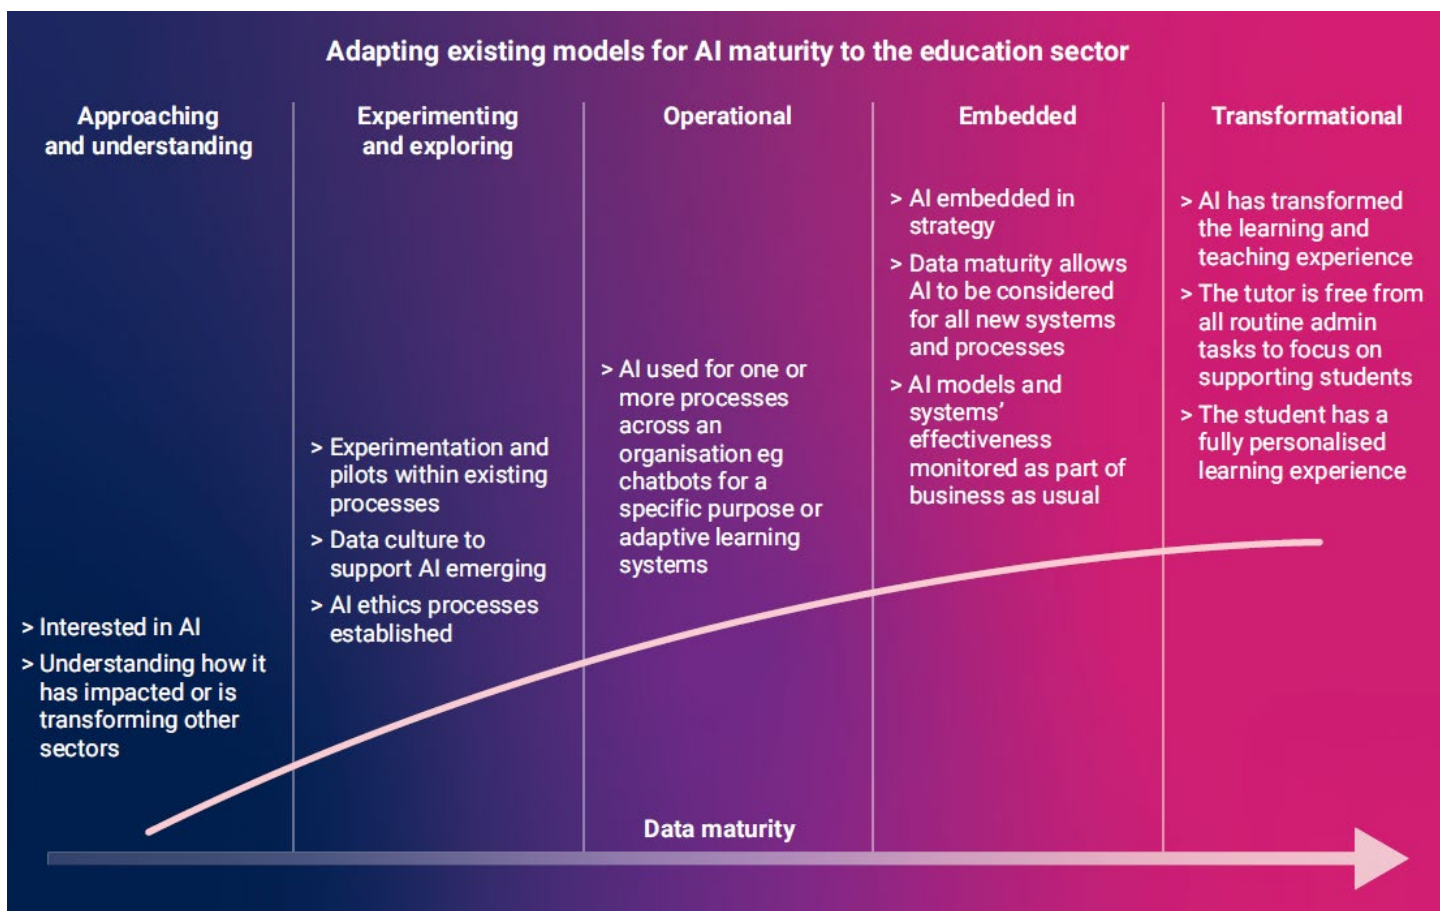 Adapting existing models for AI maturity to the education sector
Approaching
and understanding
> Interested in AI
> Understanding how it
has impacted or is
transforming other
sectors
Experimenting
and exploring
> Experimentation and
pilots within existing
processes
> Data culture to
support AI emerging
> AI ethics processes
established
Operational
> AI used for one or
more processes
across an
organisation eg
chatbots for a
specific purpose or
adaptive learning
systems
Embedded
> AI embedded in
strategy
> Data maturity allows
AI to be considered
for all new systems
and processes
> AI models and
systems’
effectiveness
monitored as part of
business as usual
Transformational
> AI has transformed
the learning and
teaching experience
> The tutor is free from
all routine admin
tasks to focus on
supporting students
> The student has a
fully personalised
learning experience
Data maturity